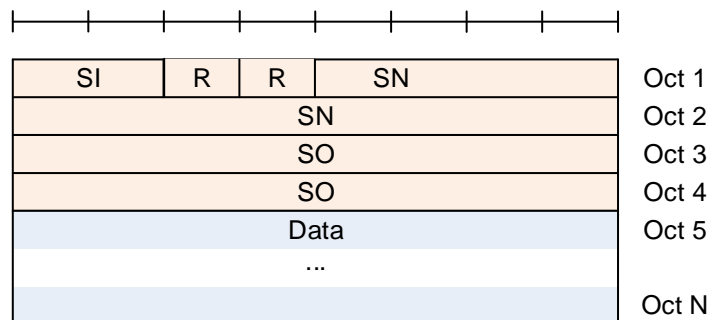 SI R R SN Oct 1
SN Oct 2
SO Oct 3
SO Oct 4
Data Oct 5
...
Oct N